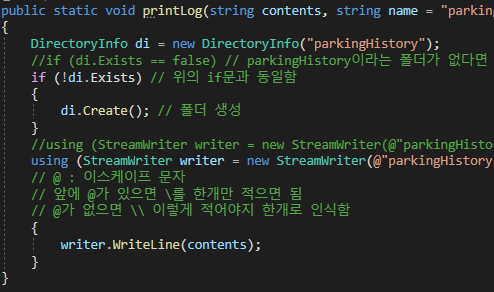 public static void printLog(string contents, string name = "parking
{
DirectoryInfo di = new DirectoryInfo("parkingHistory");
//if (di.Exists == false) // parkingHistory이라는 폴더가 없다면
if (!di.Exists) // 위의 if문과 동일함
{
di.Create(); // 폴더 생성
}
//using (StreamWriter writer = new StreamWriter(@"parkingHisto
using (StreamWriter writer = new StreamWriter(@"parkingHistory
// @ : 이스케이프 문자
// 앞에 @가 있으면 \를 한개만 적으면 됨
// @가 없으면 \\ 이렇게 적어야지 한개로 인식함
{
writer.WriteLine(contents);
}
}